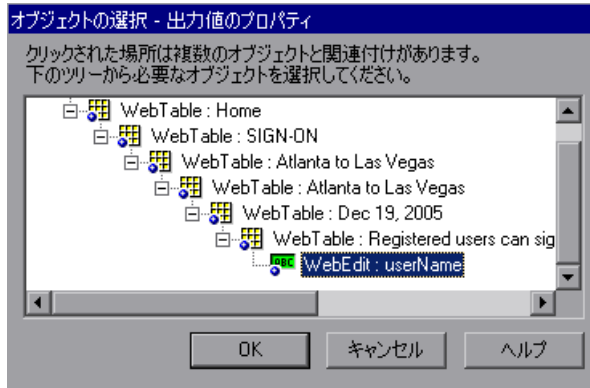 オブジェクトの選択 - 出力値のプロパティ
クリックされた場所は複数のオブジェクトと関連付けがあります。
下のツリーから必要なオブジェクトを選択してください。
WebTable : Home
WebTable : SIGN-ON
WebTable : Atlanta to Las Vegas
WebTable : Atlanta to Las Vegas
WebTable : Dec 19, 2005
WebTable : Registered users can sig
ABC WebEdit : userName
OK キャンセル ヘルプ